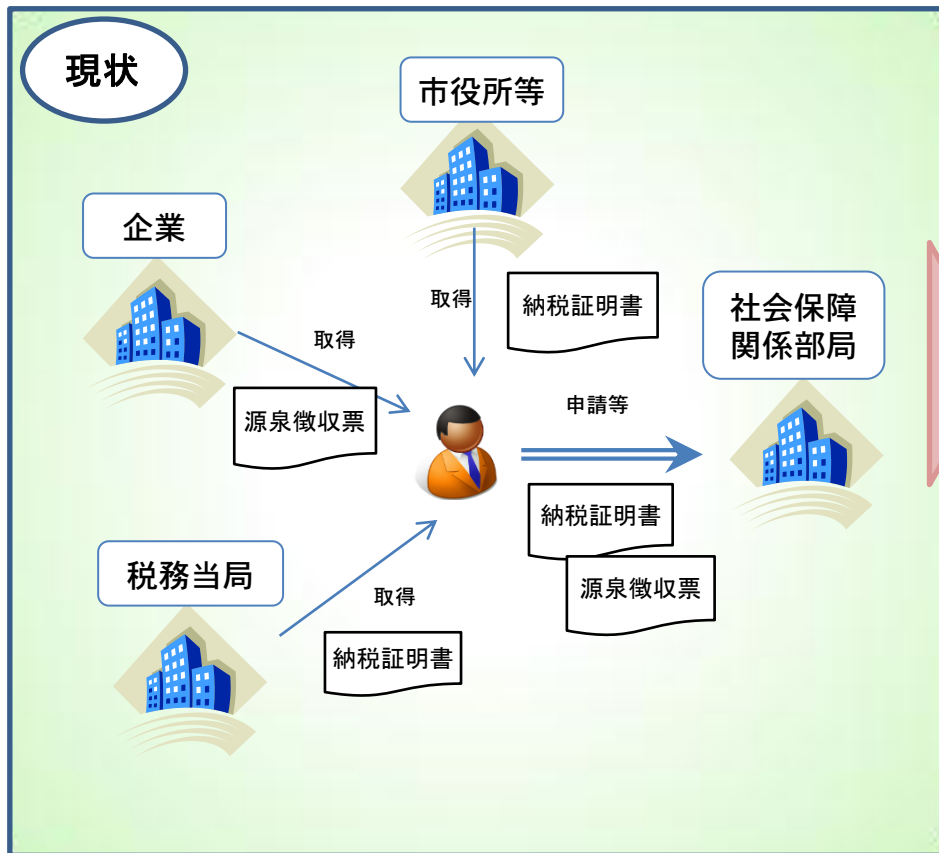 現状
市役所等
企業
取得
納税証明書
社会保障
関係部局
取得
源泉徴収票
申請等
納税証明書
源泉徴収票
税務当局
取得
納税証明書